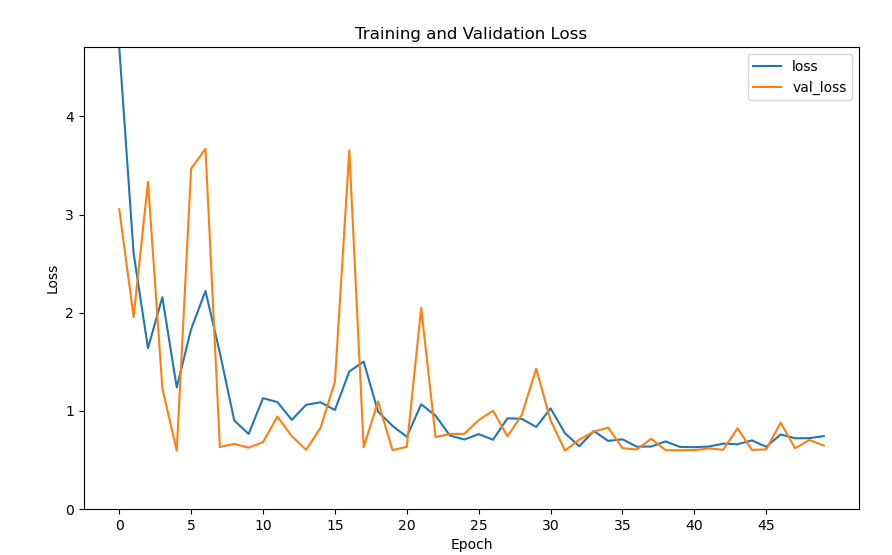 Training and Validation Loss
loss
val_loss
4
3
2
1
0
Loss
0 5 10 15 20 25 30 35 40 45
Epoch